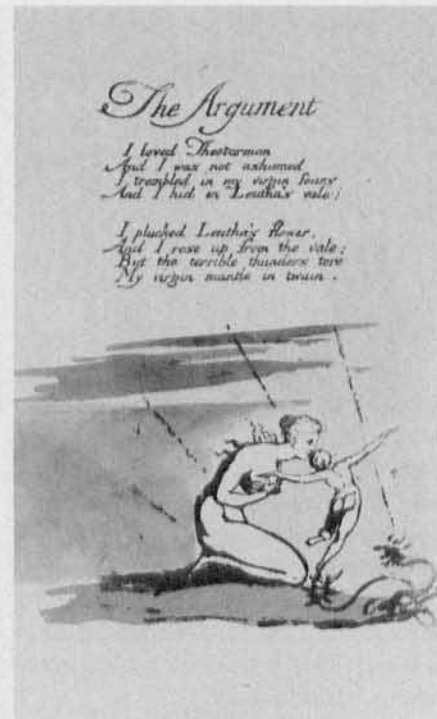 The Argument
I loved Theotormon
And I was not ashamed
I trembled in my virgin fears
And I hid in Leutha's vale!
I plucked Leutha's flower,
And I rose up from the vale;
But the terrible thunders tore
My virgin mantle in twain.